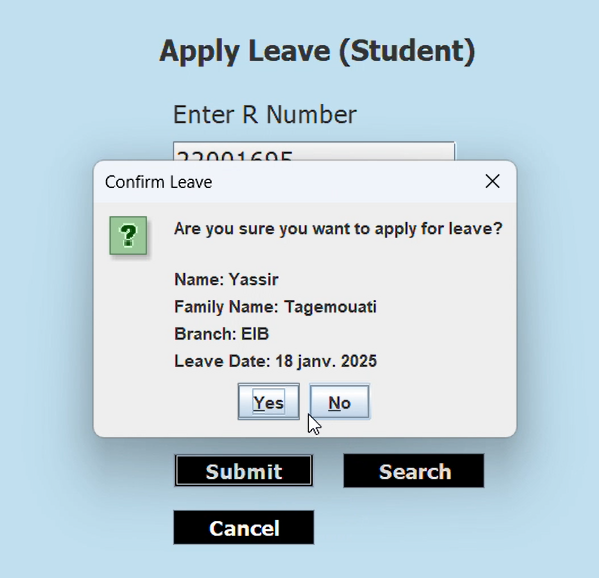 Apply Leave (Student)
Enter R Number
Confirm Leave
?
Are you sure you want to apply for leave?
Name: Yassir
Family Name: Tagemouati
Branch: EIB
Leave Date: 18 janv. 2025
Yes No
Submit Search
Cancel